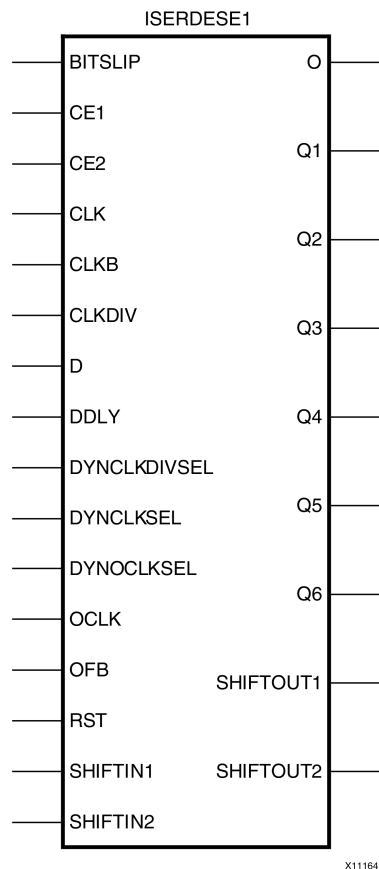 ISERDESE1
BITSLIP
CE1
CE2
CLK
CLKB
CLKDIV
D
DDLY
DYNCLKDIVSEL
DYNCLKSEL
DYNOCLKSEL
OCLK
OFB
RST
SHIFTIN1
SHIFTIN2
O
Q1
Q2
Q3
Q4
Q5
Q6
SHIFTOUT1
SHIFTOUT2
X11164